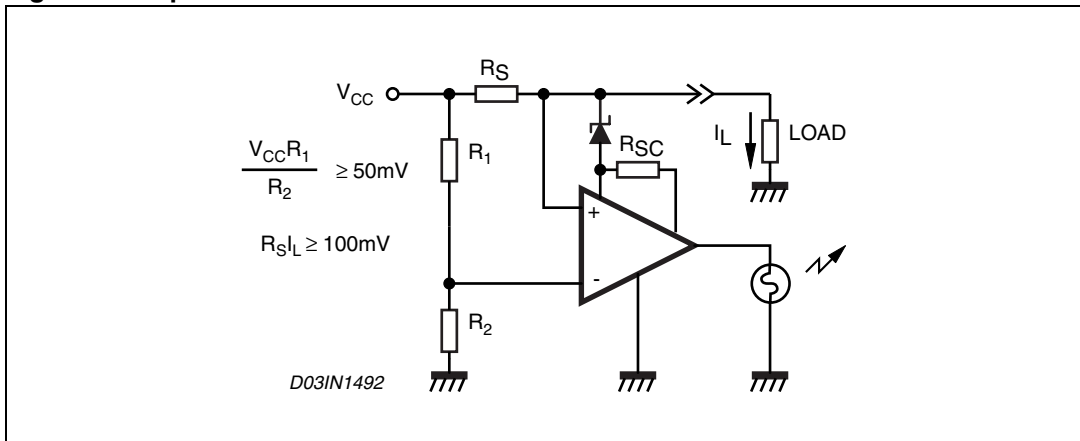 V_CC
R_S
R_1
V_CC R_1
R_2
≥ 50mV
R_S I_L ≥ 100mV
R_SC
I_L
LOAD
+
-
R_2
D03IN1492